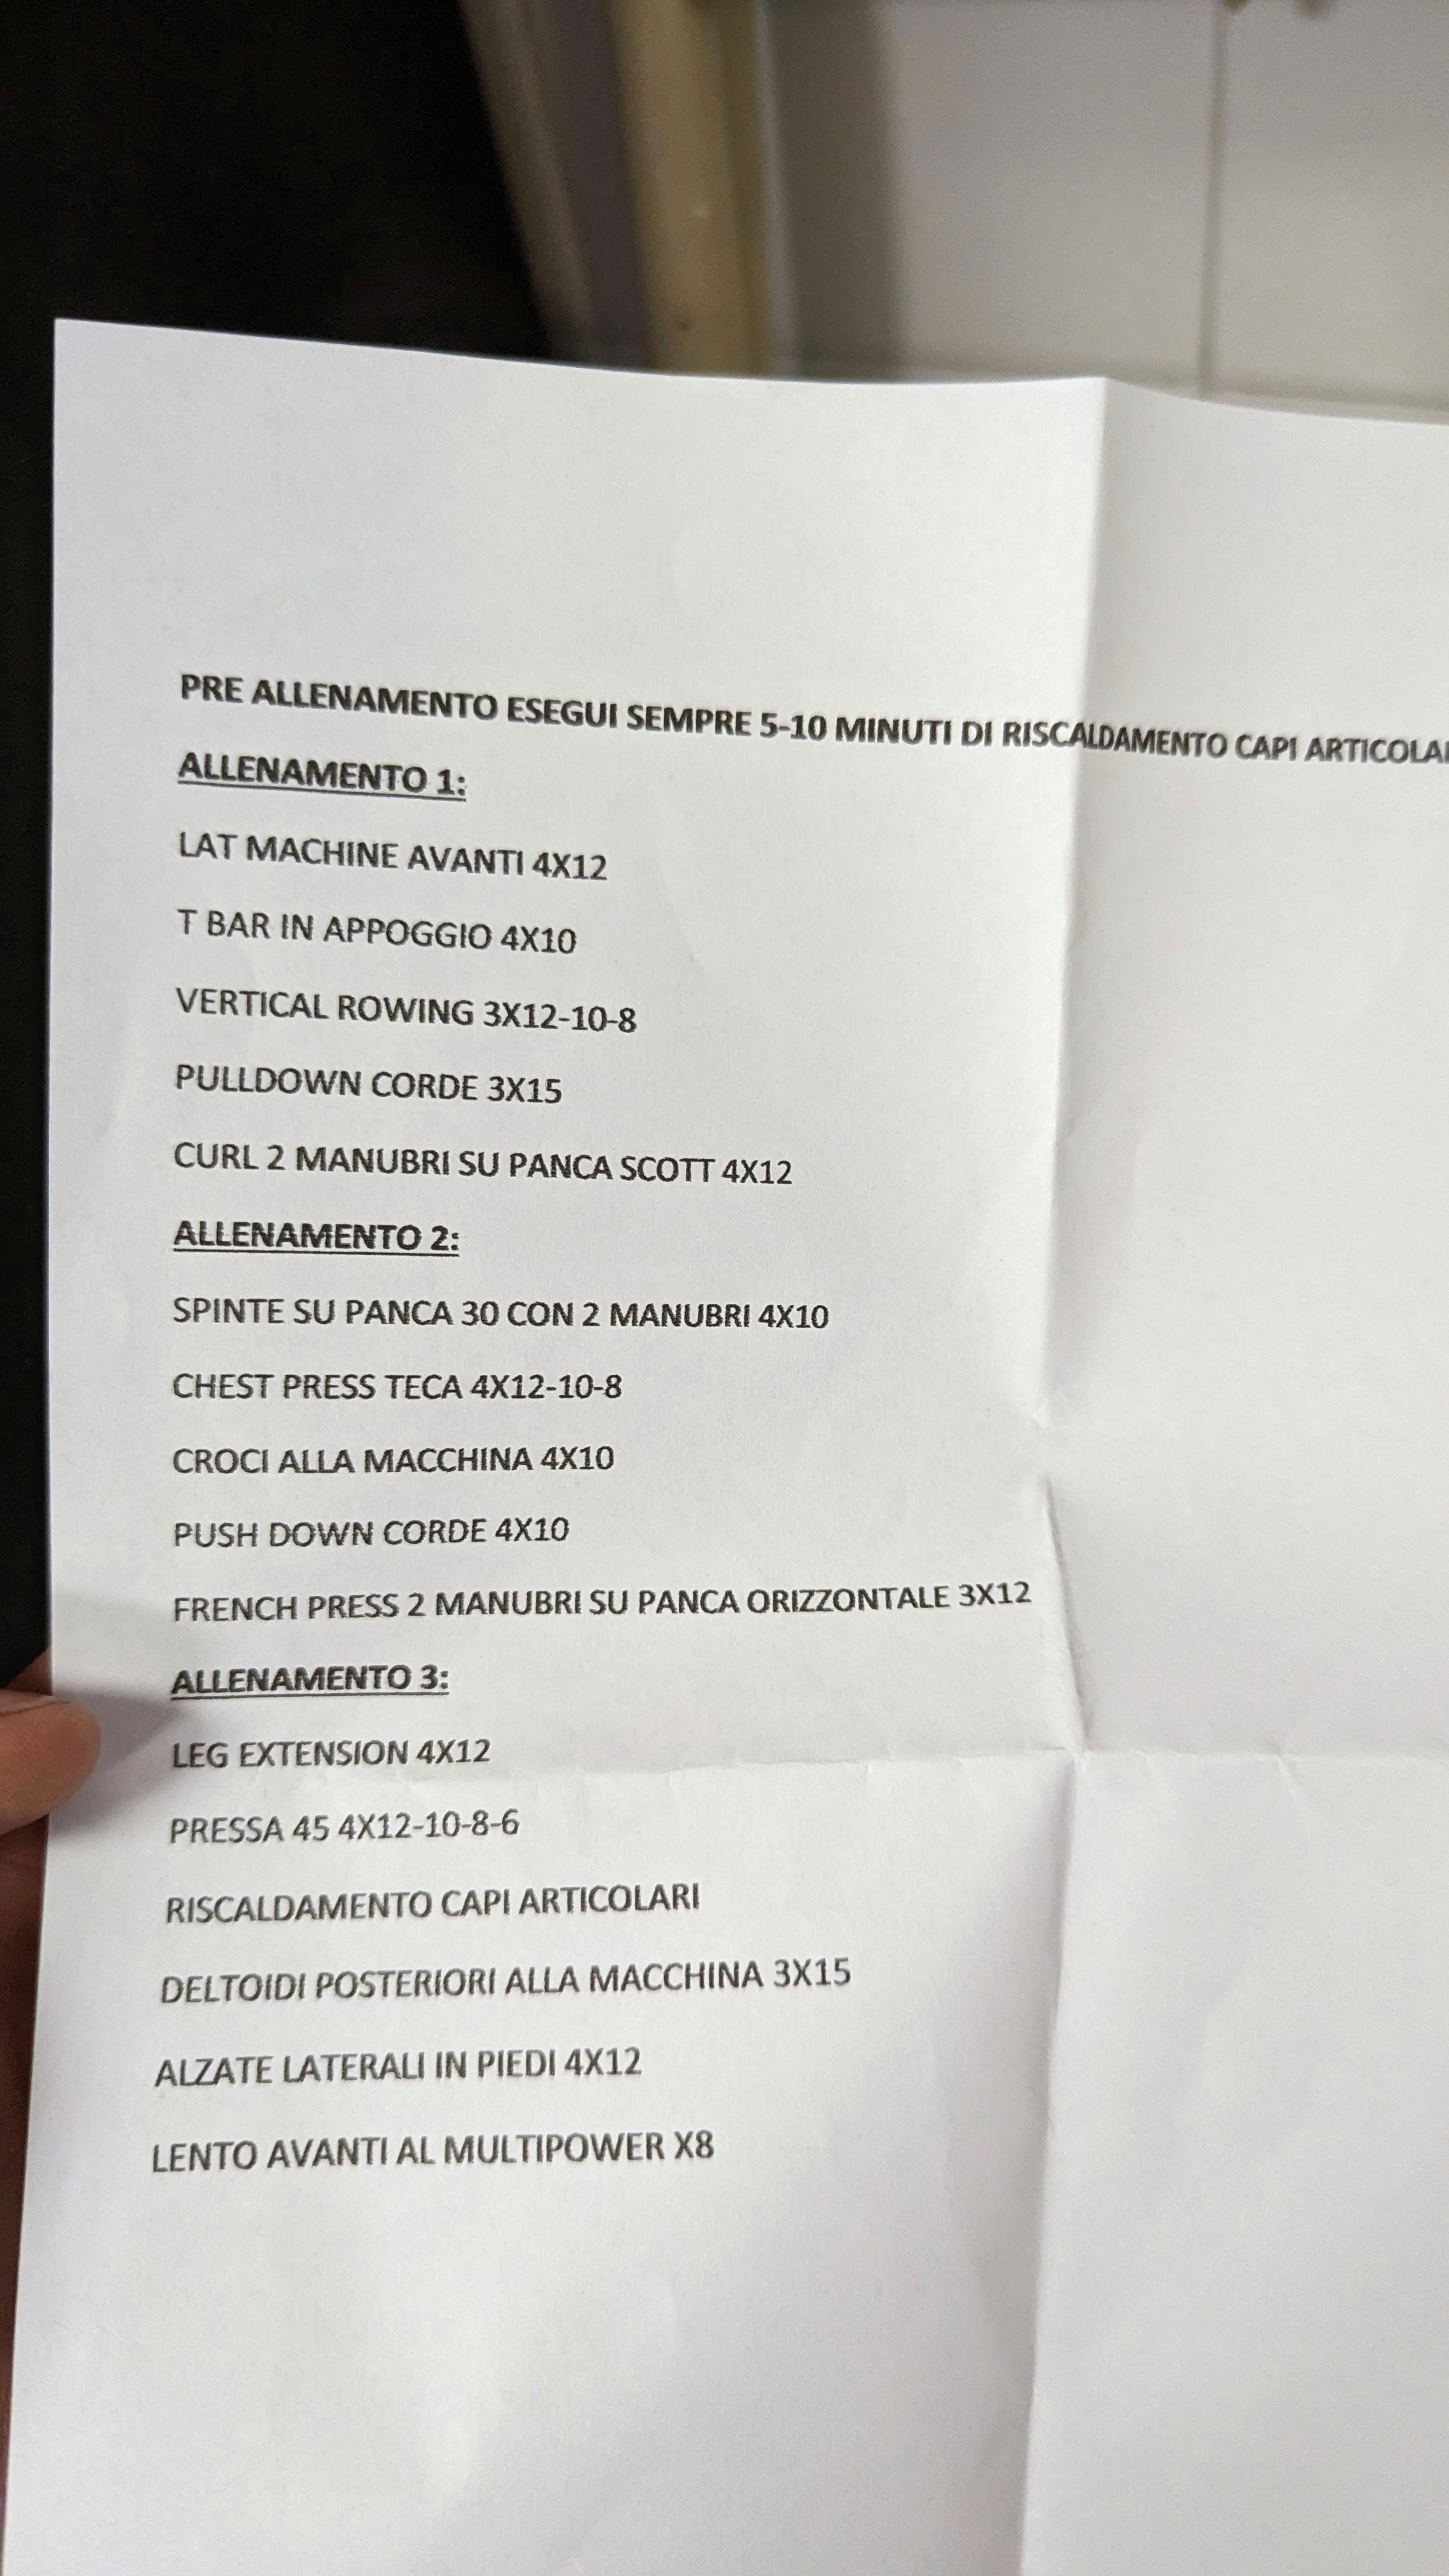 PRE ALLENAMENTO ESEGUI SEMPRE 5-10 MINUTI DI RISCALDAMENTO CAPI
ALLENAMENTO 1:
LAT MACHINE AVANTI 4X12
T BAR IN APPOGGIO 4X10
VERTICAL ROWING 3X12-10-8
PULLDOWN CORDE 3X15
CURL 2 MANUBRI SU PANCA SCOTT 4X12
ALLENAMENTO 2:
SPINTE SU PANCA 30 CON 2 MANUBRI 4X10
CHEST PRESS TECA 4X12-10-8
CROCI ALLA MACCHINA 4X10
PUSH DOWN CORDE 4X10
FRENCH PRESS 2 MANUBRI SU PANCA ORIZZONTALE 3X12
ALLENAMENTO 3:
LEG EXTENSION 4X12
PRESSA 45 4X12-10-8-6
RISCALDAMENTO CAPI ARTICOLARI
DELTOIDI POSTERIORI ALLA MACCHINA 3X15
ALZATE LATERALI IN PIEDI 4X12
LENTO AVANTI AL MULTIPOWER X8